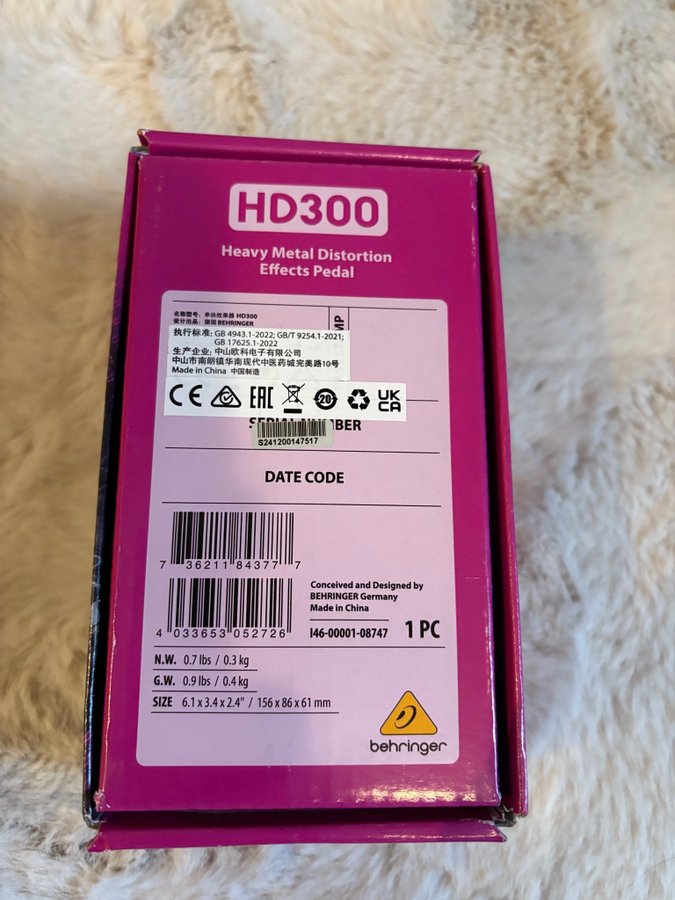 HD300
Heavy Metal Distortion
Effects Pedal
名称型号：单块效果器 HD300
设计出品：德国 BEHRINGER
MP
执行标准: GB 4943.1-2022; GB/T 9254.1-2021;
GB 17625.1-2022
生产企业: 中山欧科电子有限公司
中山市南朗镇华南现代中医药城完美路10号
Made in China 中国制造
CE EAC 20 UK CA
SERIAL NUMBER
S241200147517
DATE CODE
7 36211 84377 7
4 033653 052726
Conceived and Designed by
BEHRINGER Germany
Made in China
I46-00001-08747 1 PC
N.W. 0.7 lbs / 0.3 kg
G.W. 0.9 lbs / 0.4 kg
SIZE 6.1 x 3.4 x 2.4" / 156 x 86 x 61 mm
behringer